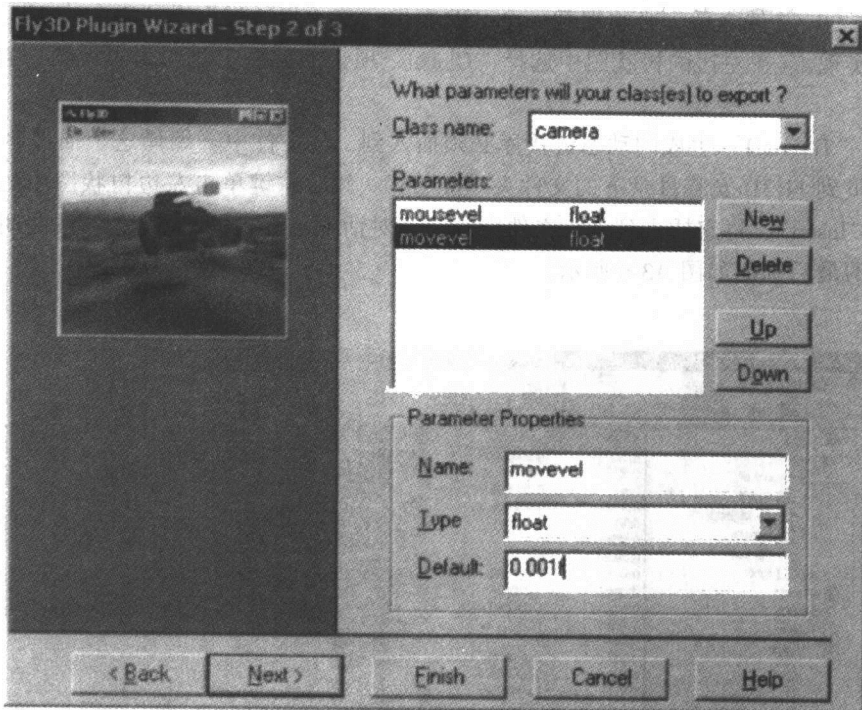 Fly3D Plugin Wizard - Step 2 of 3
What parameters will your class(es) to export ?
Class name: camera
Parameters:
mousevel float
movevel float
New
Delete
Up
Down
Parameter Properties
Name: movevel
Type float
Default: 0.001f
< Back Next > Finish Cancel Help